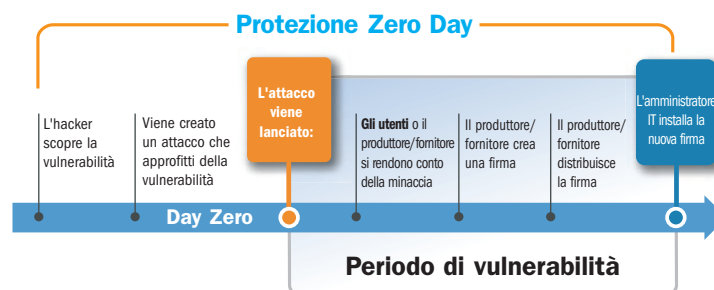 Protezione Zero Day
L'hacker
scopre la
vulnerabilità
Viene creato
un attacco che
approfitti della
vulnerabilità
L'attacco
viene
lanciato:
Gli utenti o il
produttore/fornitore
si rendono conto
della minaccia
Il produttore/
fornitore crea
una firma
Il produttore/
fornitore
distribuisce
la firma
L'amministratore
IT installa la
nuova firma
Day Zero
Periodo di vulnerabilità